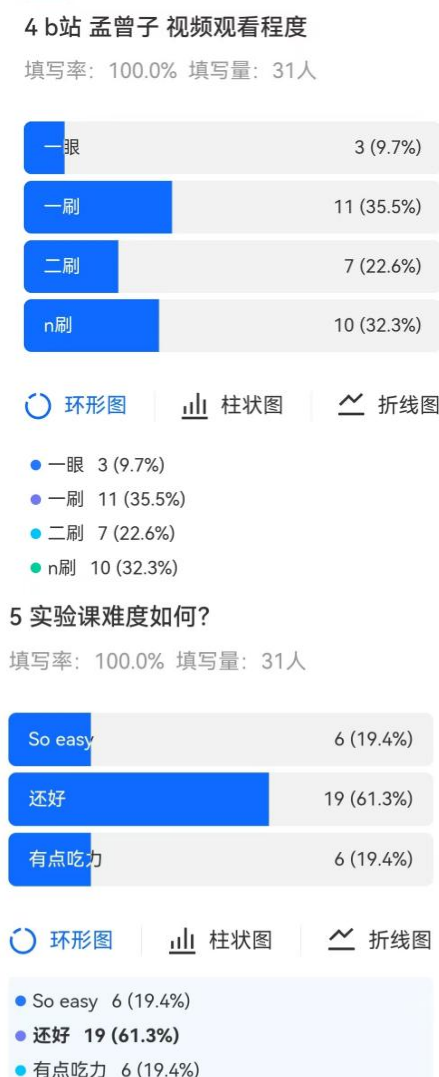 4 b站 孟曾子 视频观看程度
填写率：100.0% 填写量：31人
一眼 3 (9.7%)
一刷 11 (35.5%)
二刷 7 (22.6%)
n刷 10 (32.3%)
环形图 柱状图 折线图
一眼 3 (9.7%)
一刷 11 (35.5%)
二刷 7 (22.6%)
n刷 10 (32.3%)
5 实验课难度如何？
填写率：100.0% 填写量：31人
So easy 6 (19.4%)
还好 19 (61.3%)
有点吃力 6 (19.4%)
环形图 柱状图 折线图
So easy 6 (19.4%)
还好 19 (61.3%)
有点吃力 6 (19.4%)